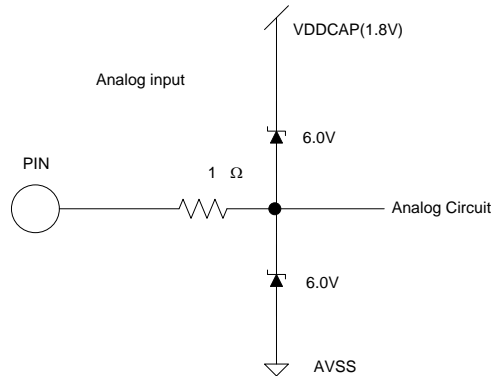 VDDCAP(1.8V)
Analog input
6.0V
PIN
1 Ω
Analog Circuit
6.0V
AVSS